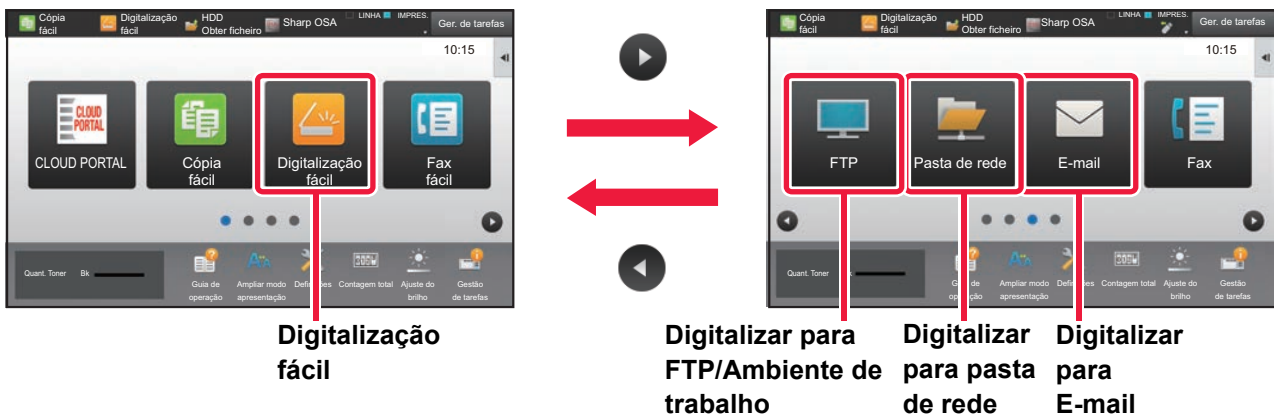 Cópia
fácil
Digitalização
fácil
HDD
Obter ficheiro
Sharp OSA
LINHA
IMPRES.
Ger. de tarefas
10:15
CLOUD
PORTAL
CLOUD PORTAL
Cópia
fácil
Digitalização
fácil
Fax
fácil
Quant. Toner
Bk
Guia de
operação
Ampliar modo
apresentação
Definições
Contagem total
Ajuste do
brilho
Gestão
de tarefas
Digitalização
fácil
Cópia
fácil
Digitalização
fácil
HDD
Obter ficheiro
Sharp OSA
LINHA
IMPRES.
Ger. de tarefas
10:15
FTP
Pasta de rede
E-mail
Fax
Quant. Toner
Guia de
operação
Ampliar modo
apresentação
Definições
Contagem total
Ajuste do
brilho
Gestão
de tarefas
Digitalizar para
FTP/Ambiente de
trabalho
Digitalizar
para pasta
de rede
Digitalizar
para
E-mail